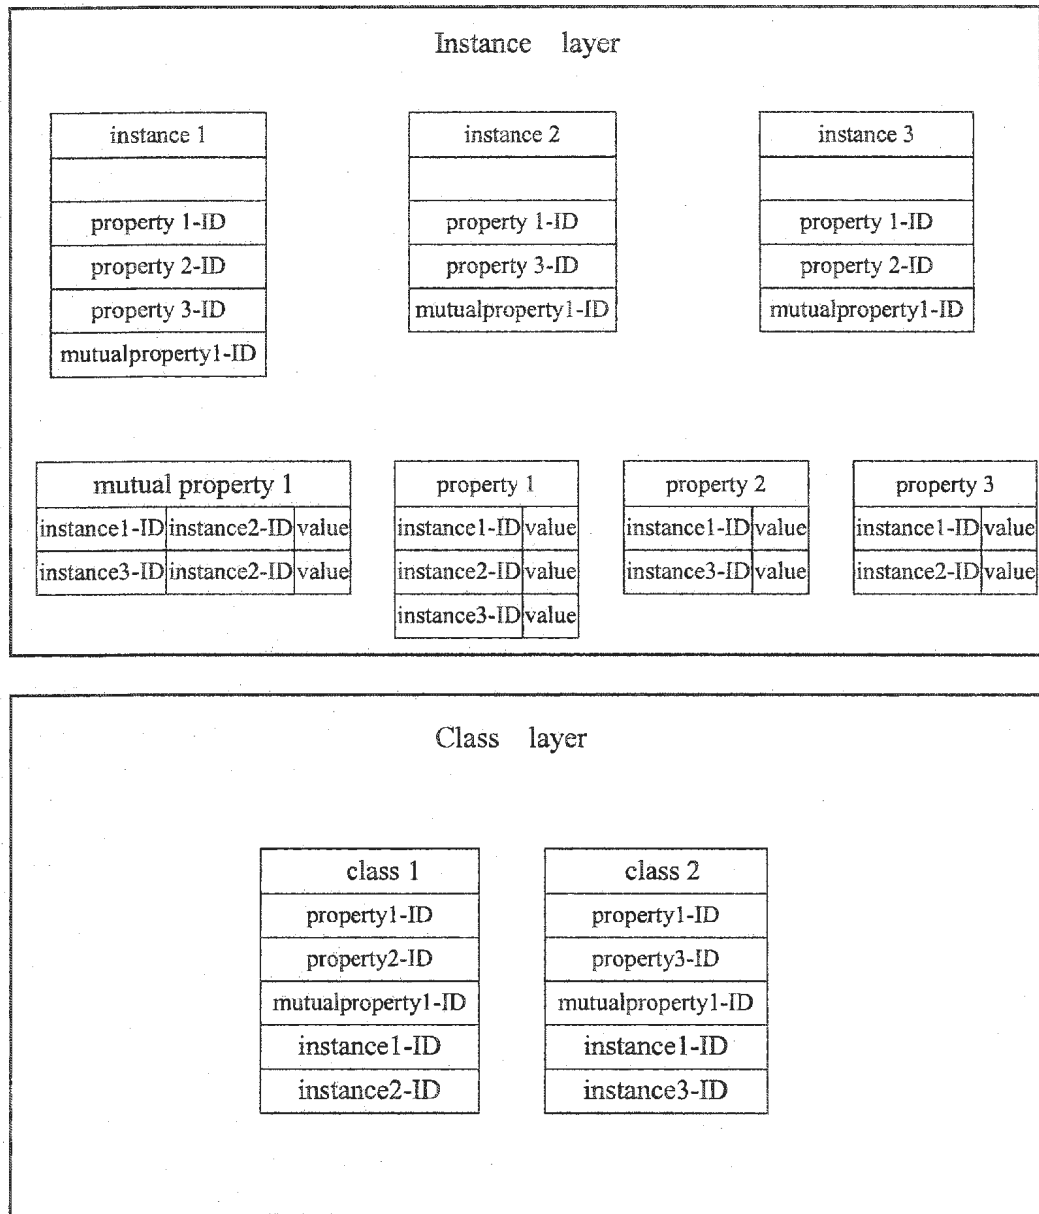 Instance layer
instance 1
property 1-ID
property 2-ID
property 3-ID
mutualproperty1-ID
instance 2
property 1-ID
property 3-ID
mutualproperty1-ID
instance 3
property 1-ID
property 2-ID
mutualproperty1-ID
mutual property 1
instance1-ID instance2-ID value
instance3-ID instance2-ID value
property 1
instance1-ID value
instance2-ID value
instance3-ID value
property 2
instance1-ID value
instance3-ID value
property 3
instance1-ID value
instance2-ID value
Class layer
class 1
property1-ID
property2-ID
mutualproperty1-ID
instance1-ID
instance2-ID
class 2
property1-ID
property3-ID
mutualproperty1-ID
instance1-ID
instance3-ID